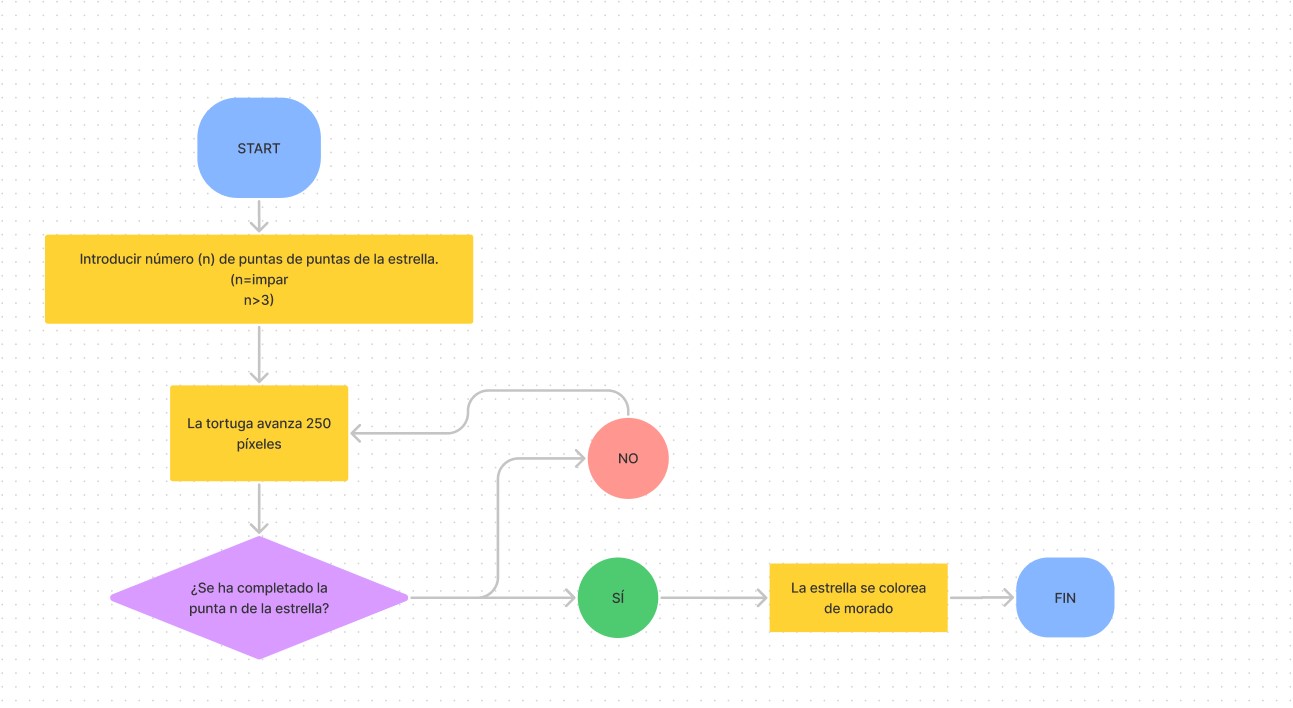 START
Introducir número (n) de puntas de puntas de la estrella.
(n=impar
n>3)
La tortuga avanza 250
píxeles
NO
¿Se ha completado la
punta n de la estrella?
SÍ
La estrella se colorea
de morado
FIN